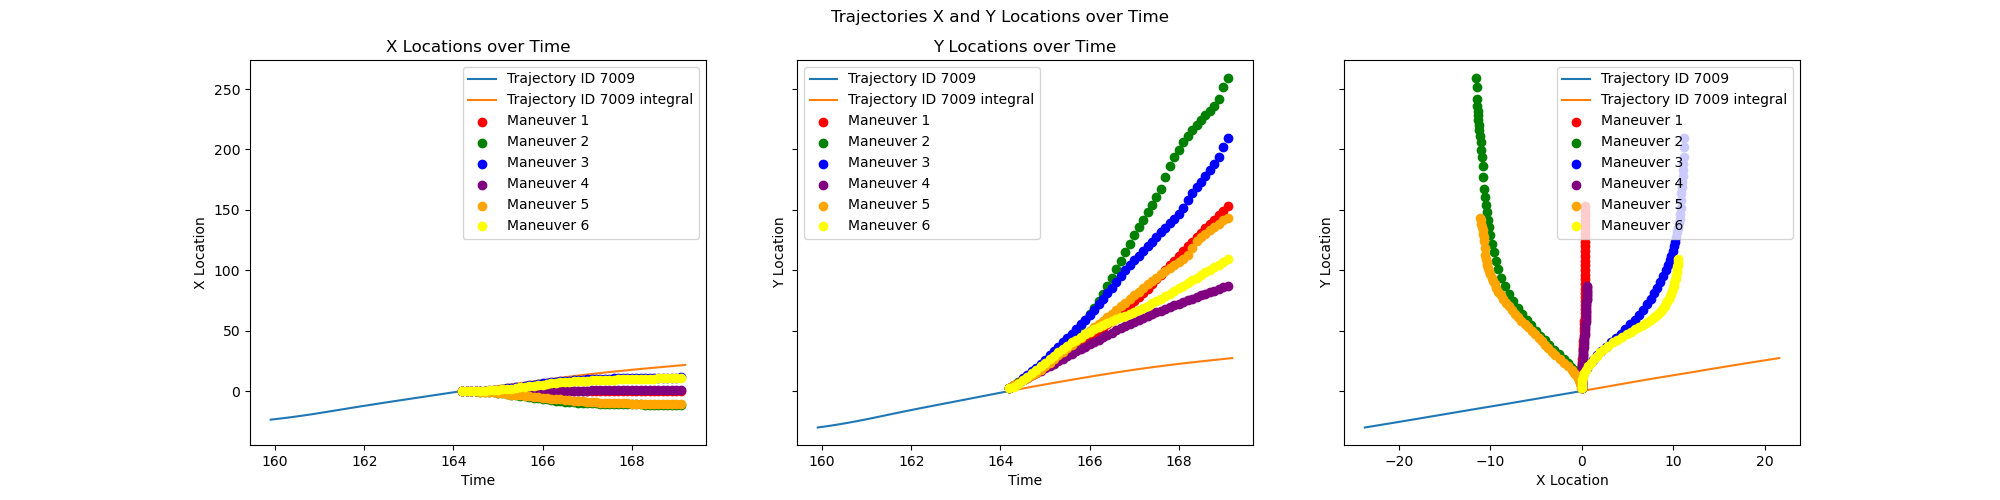 Trajectories X and Y Locations over Time
X Locations over Time
X Location
250
200
150
100
50
0
160
162
164
166
168
Time
Trajectory ID 7009
Trajectory ID 7009 integral
Maneuver 1
Maneuver 2
Maneuver 3
Maneuver 4
Maneuver 5
Maneuver 6
Y Locations over Time
Y Location
160
162
164
166
168
Time
Trajectory ID 7009
Trajectory ID 7009 integral
Maneuver 1
Maneuver 2
Maneuver 3
Maneuver 4
Maneuver 5
Maneuver 6
Y Location
−20
−10
0
10
20
X Location
Trajectory ID 7009
Trajectory ID 7009 integral
Maneuver 1
Maneuver 2
Maneuver 3
Maneuver 4
Maneuver 5
Maneuver 6